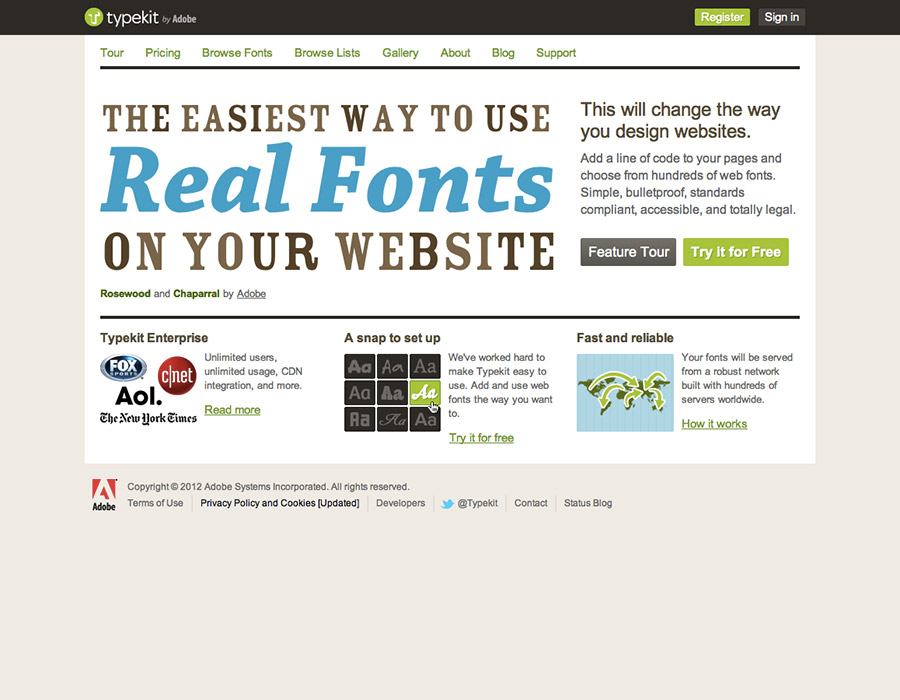 typekit by Adobe
Register Sign in
Tour Pricing Browse Fonts Browse Lists Gallery About Blog Support
THE EASIEST WAY TO USE
Real Fonts
ON YOUR WEBSITE
Rosewood and Chaparral by Adobe
This will change the way
you design websites.
Add a line of code to your pages and
choose from hundreds of web fonts.
Simple, bulletproof, standards
compliant, accessible, and totally legal.
Feature Tour Try it for Free
Typekit Enterprise
FOX
SPORTS
c|net
Aol.
The New York Times
Unlimited users,
unlimited usage, CDN
integration, and more.
Read more
A snap to set up
Aa Aa Aa
Aa Aa Aa
Aa Aa Aa
We've worked hard to
make Typekit easy to
use. Add and use web
fonts the way you want
to.
Try it for free
Fast and reliable
Your fonts will be served
from a robust network
built with hundreds of
servers worldwide.
How it works
Adobe
Copyright © 2012 Adobe Systems Incorporated. All rights reserved.
Terms of Use Privacy Policy and Cookies [Updated] Developers @Typekit Contact Status Blog